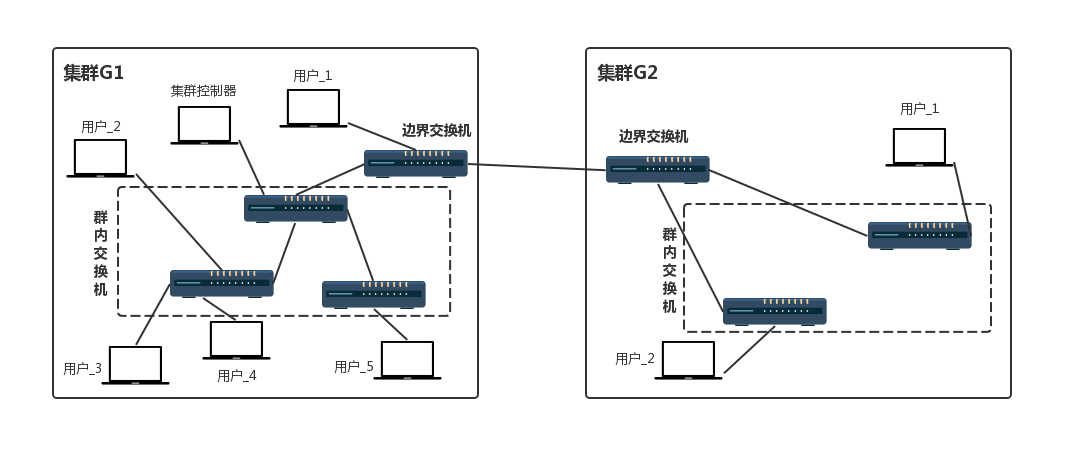 集群G1
用户_1
集群控制器
用户_2
边界交换机
群内交换机
用户_3
用户_4
用户_5
集群G2
用户_1
边界交换机
群内交换机
用户_2